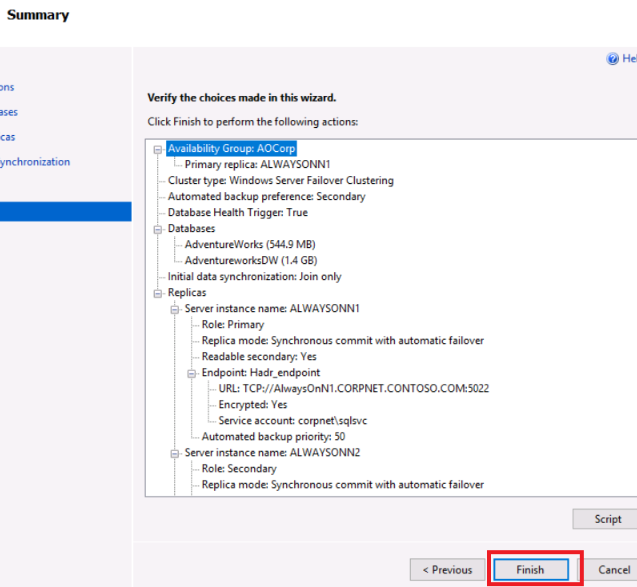 Summary
Hel
ons
ases
cas
ynchronization
Verify the choices made in this wizard.
Click Finish to perform the following actions:
Availability Group: AOCorp
Primary replica: ALWAYSONN1
Cluster type: Windows Server Failover Clustering
Automated backup preference: Secondary
Database Health Trigger: True
Databases
AdventureWorks (544.9 MB)
AdventureworksDW (1.4 GB)
Initial data synchronization: Join only
Replicas
Server instance name: ALWAYSONN1
Role: Primary
Replica mode: Synchronous commit with automatic failover
Readable secondary: Yes
Endpoint: Hadr_endpoint
URL: TCP://AlwaysOnN1.CORPNET.CONTOSO.COM:5022
Encrypted: Yes
Service account: corpnet\sqlsvc
Automated backup priority: 50
Server instance name: ALWAYSONN2
Role: Secondary
Replica mode: Synchronous commit with automatic failover
Script
< Previous Finish Cancel